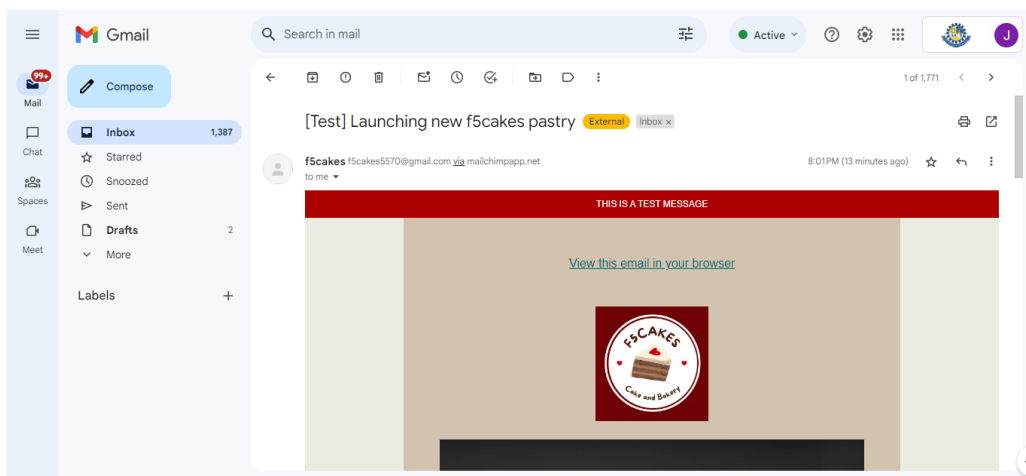 Gmail
Search in mail
Active
99+
Mail
Compose
1 of 1,771
Inbox 1,387
[Test] Launching new f5cakes pastry External Inbox x
Chat
Starred
Snoozed
f5cakes f5cakes5570@gmail.com via mailchimpapp.net 8:01 PM (13 minutes ago)
to me
Spaces
Sent
THIS IS A TEST MESSAGE
Drafts 2
Meet
More
View this email in your browser
Labels
F5CAKES
Cake and Bakery
J